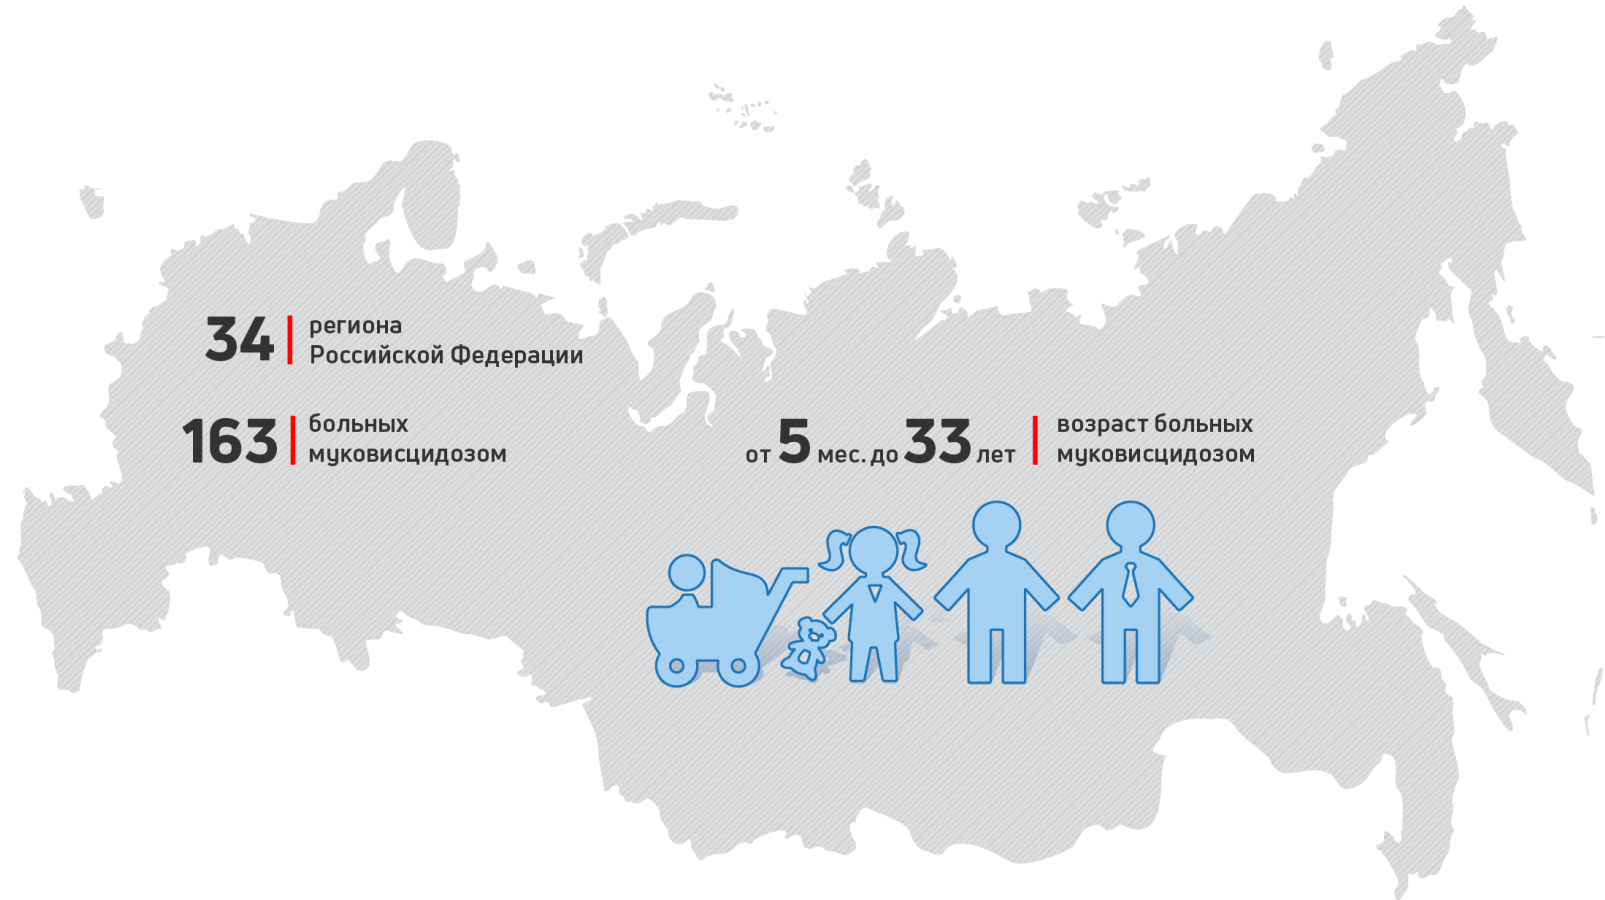 34 региона
Российской Федерации
163 больных
муковисцидозом
от 5 мес. до 33 лет
возраст больных
муковисцидозом